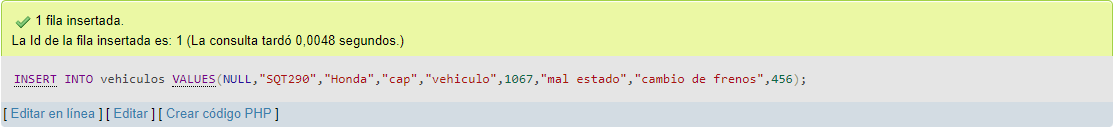 1 fila insertada.
La Id de la fila insertada es: 1 (La consulta tardó 0,0048 segundos.)
INSERT INTO vehiculos VALUES(NULL,"SQT290","Honda","cap","vehiculo",1067,"mal estado","cambio de frenos",456);
[ Editar en línea ] [ Editar ] [ Crear código PHP ]